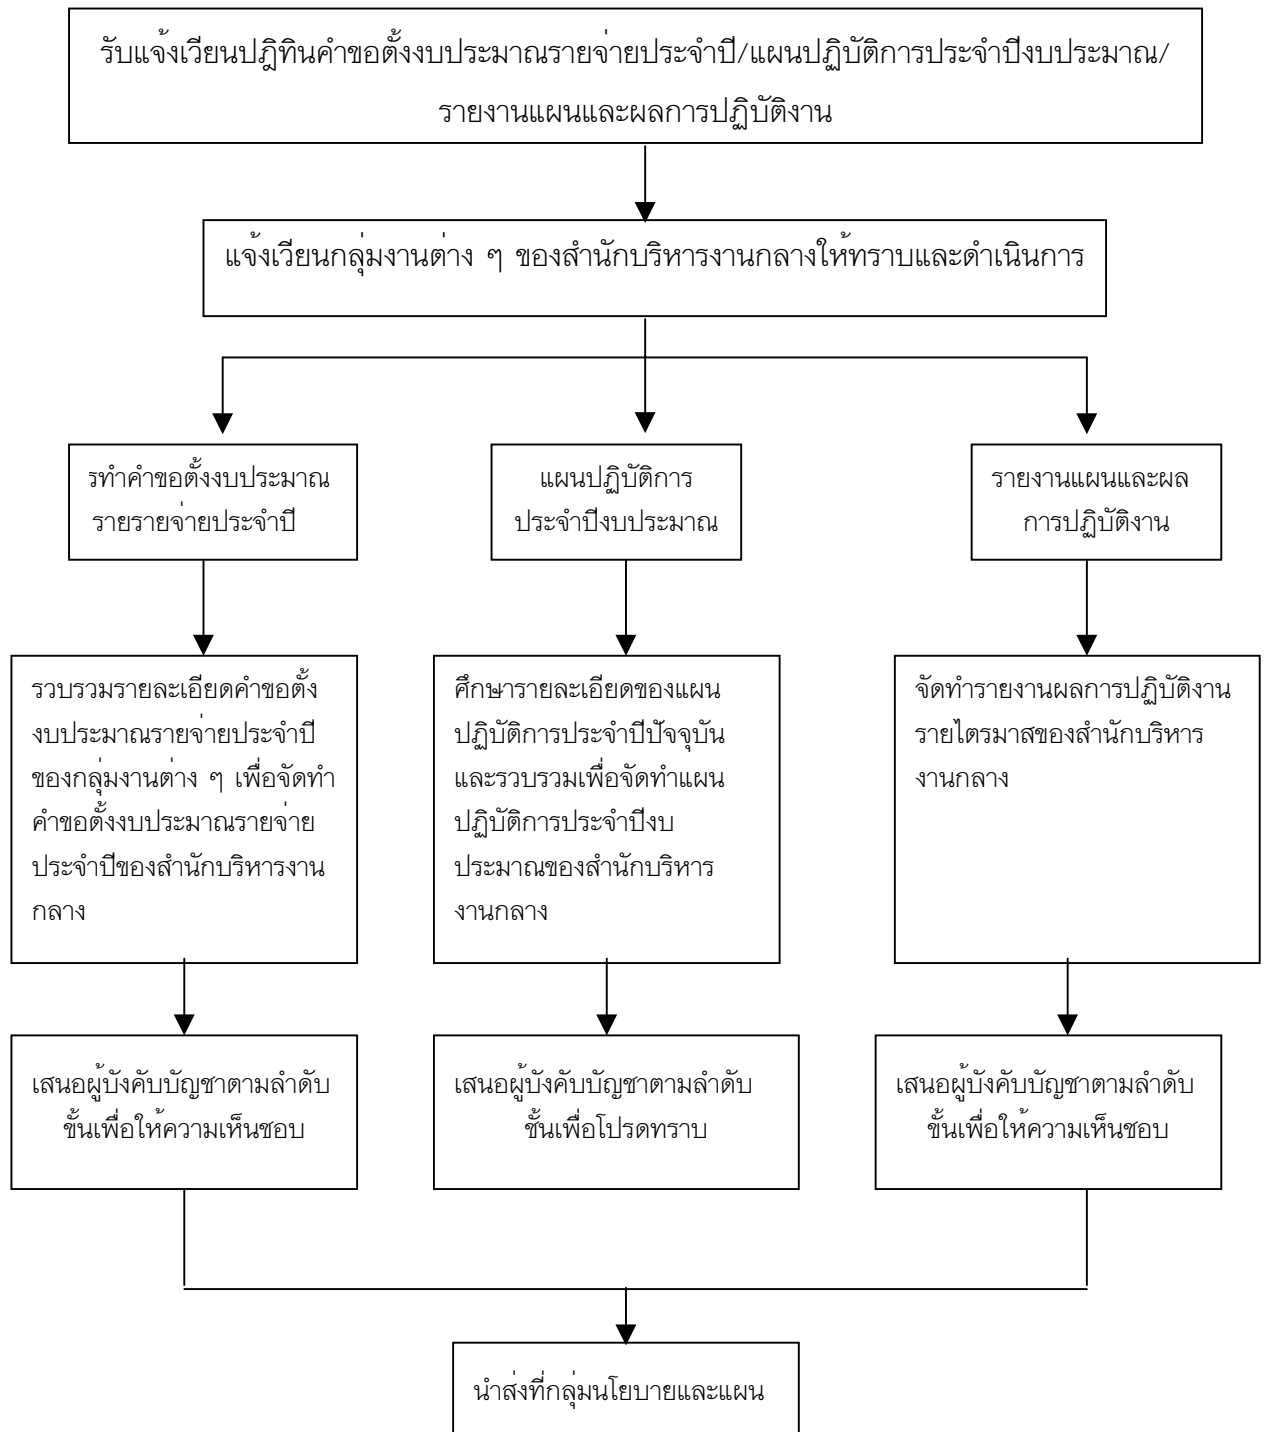 รับแจ้งเวียนปฎิทินคำขอตั้งงบประมาณรายจ่ายประจำปี/แผนปฏิบัติการประจำปีงบประมาณ/
รายงานแผนและผลการปฏิบัติงาน
แจ้งเวียนกลุ่มงานต่าง ๆ ของสำนักบริหารงานกลางให้ทราบและดำเนินการ
รทำคำขอตั้งงบประมาณ
รายรายจ่ายประจำปี
แผนปฏิบัติการ
ประจำปีงบประมาณ
รายงานแผนและผล
การปฏิบัติงาน
รวบรวมรายละเอียดคำขอตั้ง
งบประมาณรายจ่ายประจำปี
ของกลุ่มงานต่าง ๆ เพื่อจัดทำ
คำขอตั้งงบประมาณรายจ่าย
ประจำปีของสำนักบริหารงาน
กลาง
ศึกษารายละเอียดของแผน
ปฏิบัติการประจำปีปัจจุบัน
และรวบรวมเพื่อจัดทำแผน
ปฏิบัติการประจำปีงบ
ประมาณของสำนักบริหาร
งานกลาง
จัดทำรายงานผลการปฏิบัติงาน
รายไตรมาสของสำนักบริหาร
งานกลาง
เสนอผู้บังคับบัญชาตามลำดับ
ขั้นเพื่อให้ความเห็นชอบ
เสนอผู้บังคับบัญชาตามลำดับ
ชั้นเพื่อโปรดทราบ
เสนอผู้บังคับบัญชาตามลำดับ
ขั้นเพื่อให้ความเห็นชอบ
นำส่งที่กลุ่มนโยบายและแผน